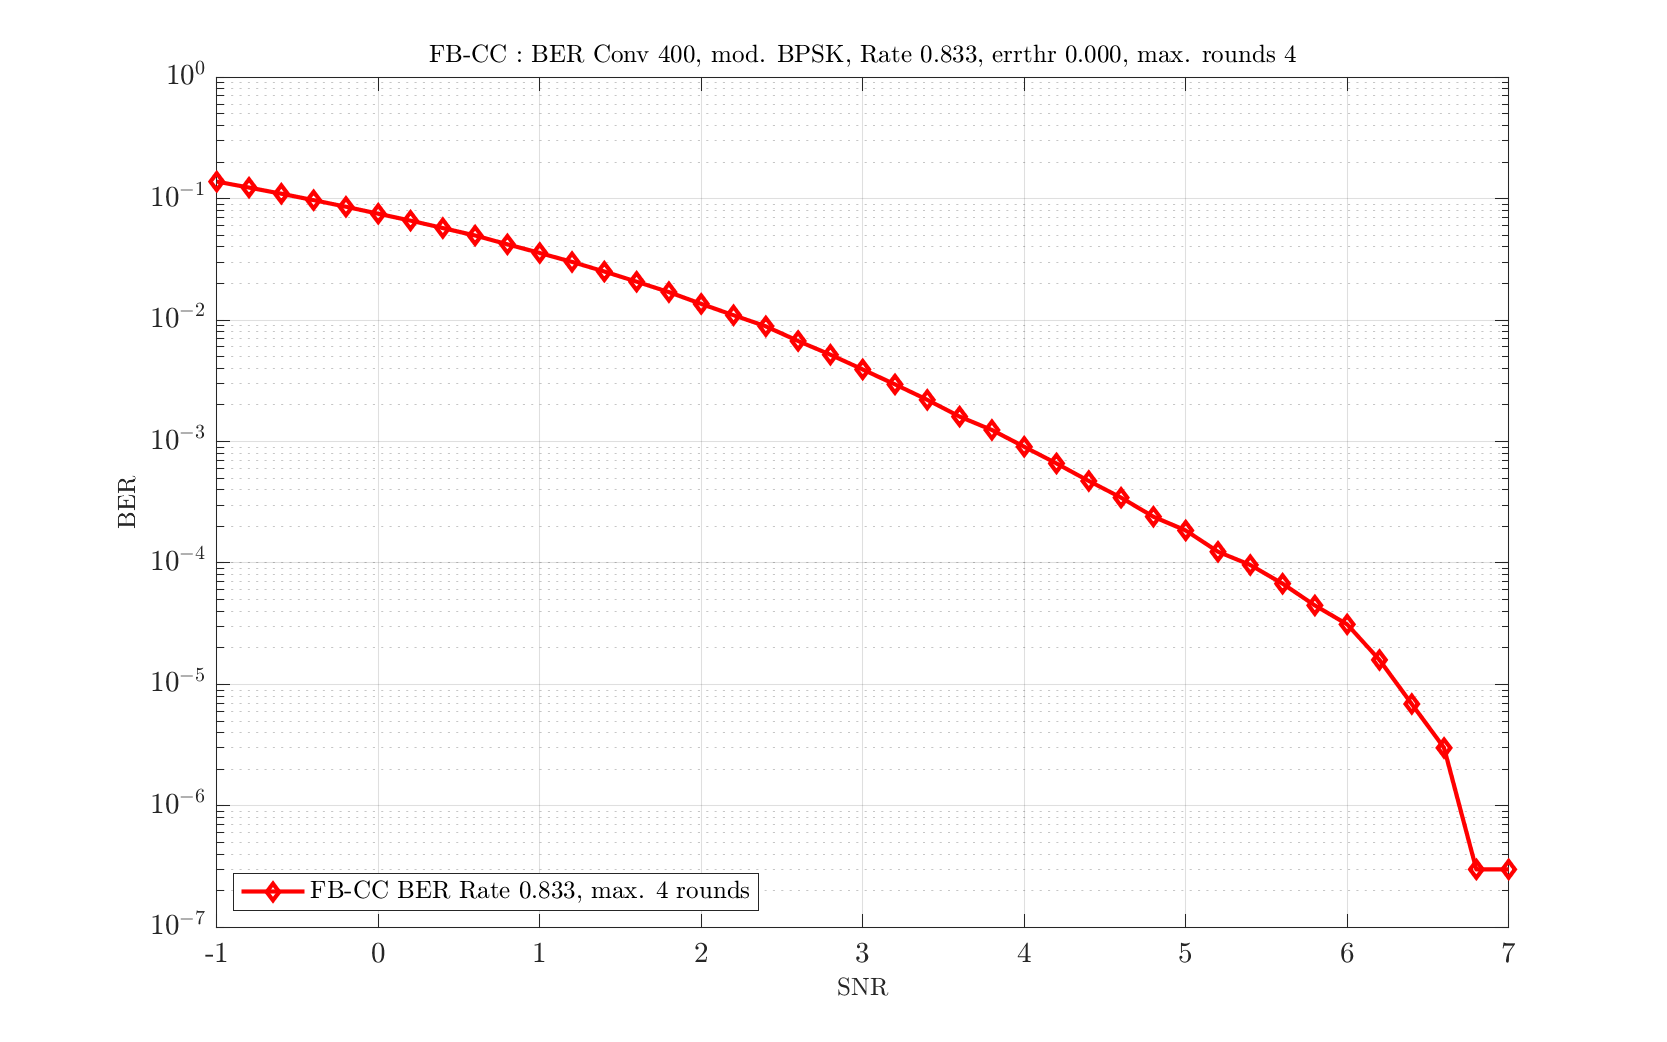 FB-CC : BER Conv 400, mod. BPSK, Rate 0.833, errthr 0.000, max. rounds 4
10^0
10^-1
10^-2
10^-3
10^-4
10^-5
10^-6
10^-7
BER
FB-CC BER Rate 0.833, max. 4 rounds
-1 0 1 2 3 4 5 6 7
SNR